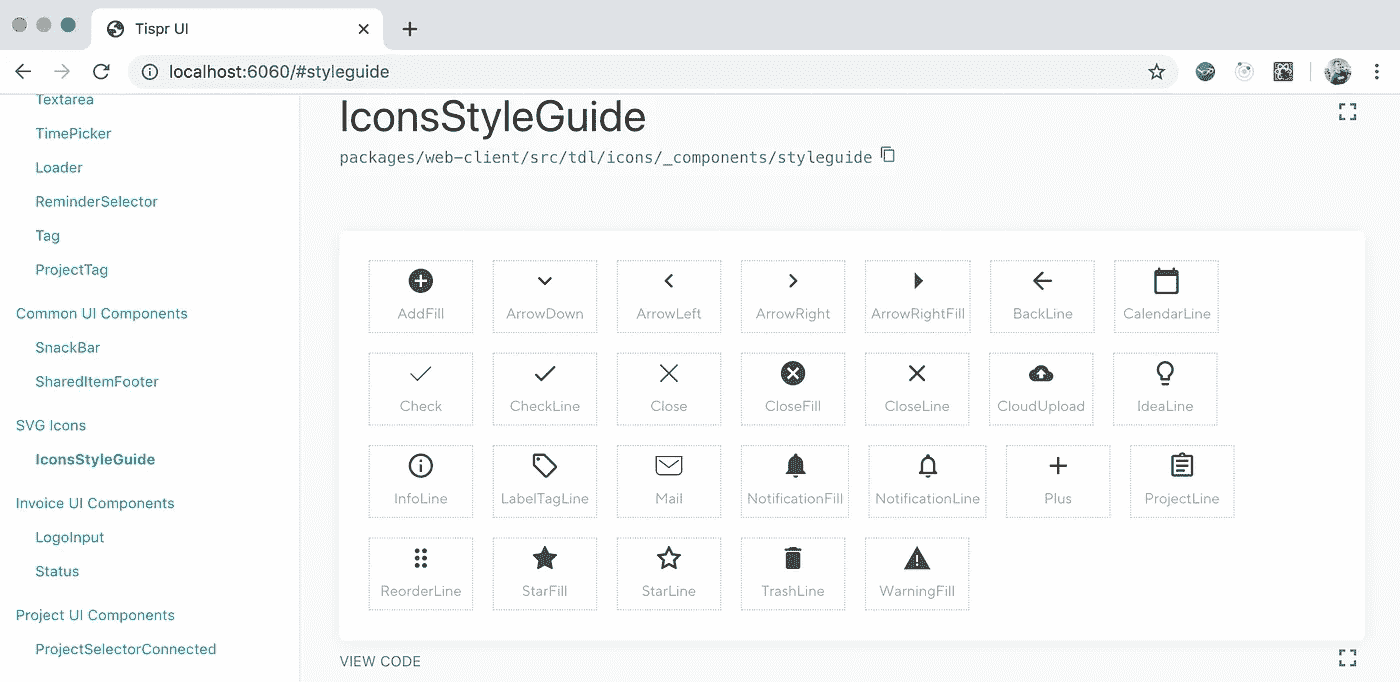 Tispr UI
localhost:6060/#styleguide
Textarea
TimePicker
Loader
ReminderSelector
Tag
ProjectTag
Common UI Components
SnackBar
SharedItemFooter
SVG Icons
IconsStyleGuide
Invoice UI Components
LogoInput
Status
Project UI Components
ProjectSelectorConnected
IconsStyleGuide
packages/web-client/src/tdl/icons/_components/styleguide
AddFill ArrowDown ArrowLeft ArrowRight ArrowRightFill BackLine CalendarLine
Check CheckLine Close CloseFill CloseLine CloudUpload IdeaLine
InfoLine LabelTagLine Mail NotificationFill NotificationLine Plus ProjectLine
ReorderLine StarFill StarLine TrashLine WarningFill
VIEW CODE